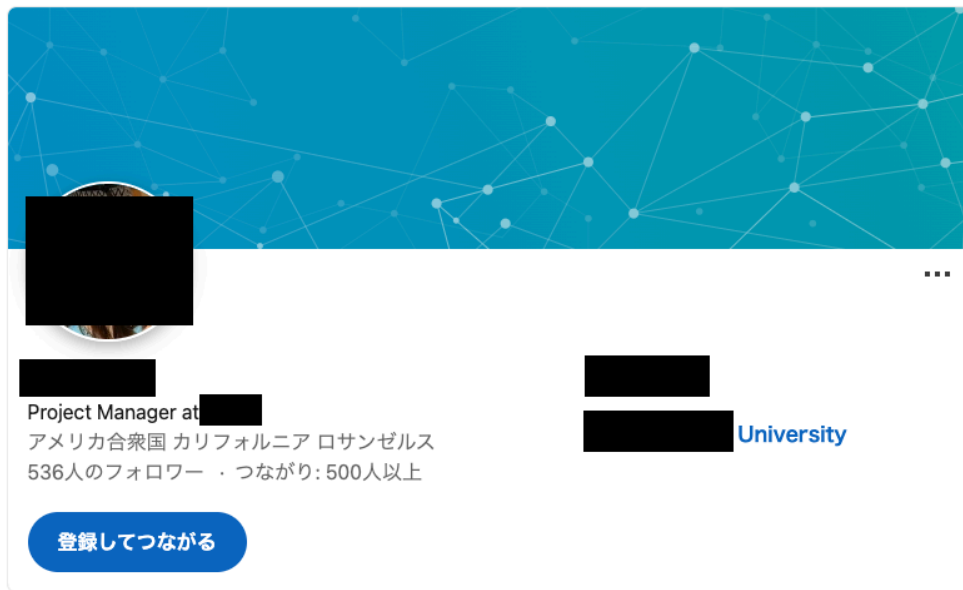 Project Manager at
アメリカ合衆国 カリフォルニア ロサンゼルス
536人のフォロワー ・ つながり: 500人以上
University
登録してつながる